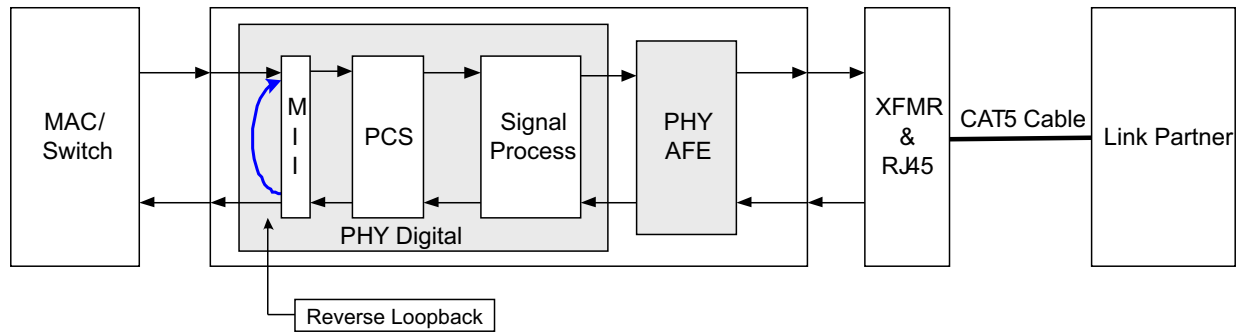 MAC/
Switch
M
I
I
PCS
Signal
Process
PHY Digital
PHY
AFE
XFMR
&
RJ45
CAT5 Cable
Link Partner
Reverse Loopback